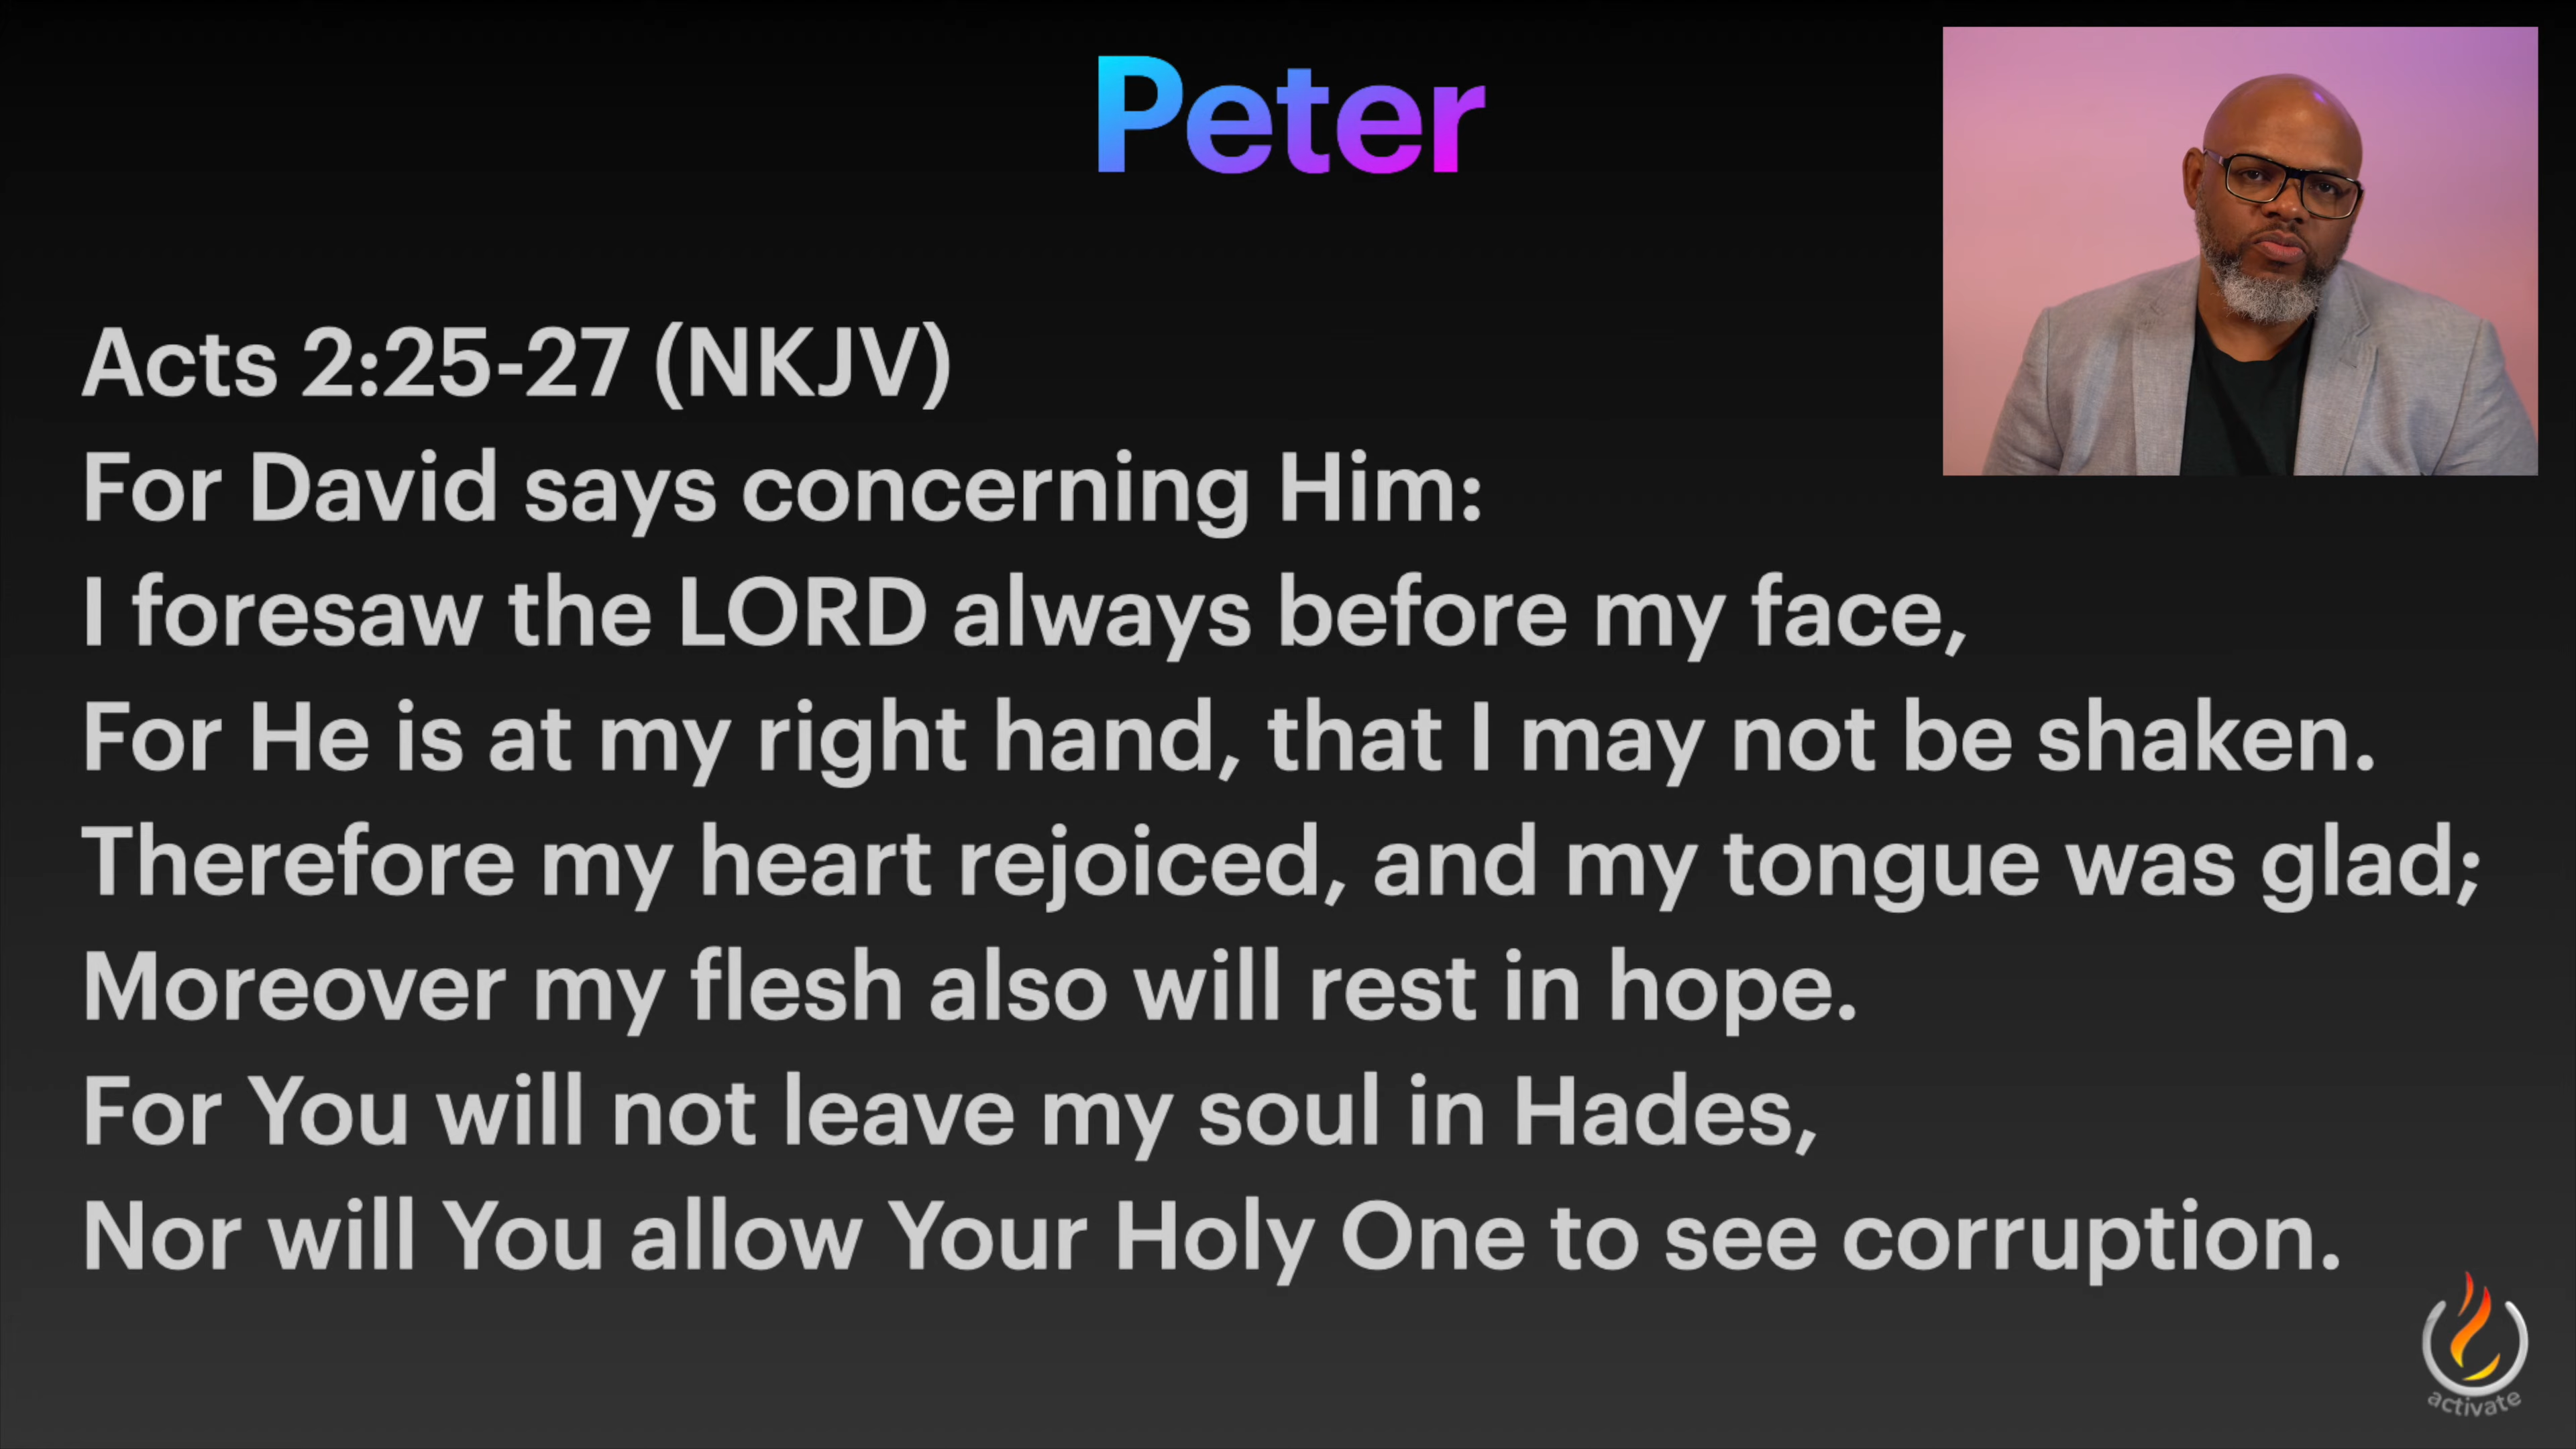 Peter
Acts 2:25-27 (NKJV)
For David says concerning Him:
I foresaw the LORD always before my face,
For He is at my right hand, that I may not be shaken.
Therefore my heart rejoiced, and my tongue was glad;
Moreover my flesh also will rest in hope.
For You will not leave my soul in Hades,
Nor will You allow Your Holy One to see corruption.
activate